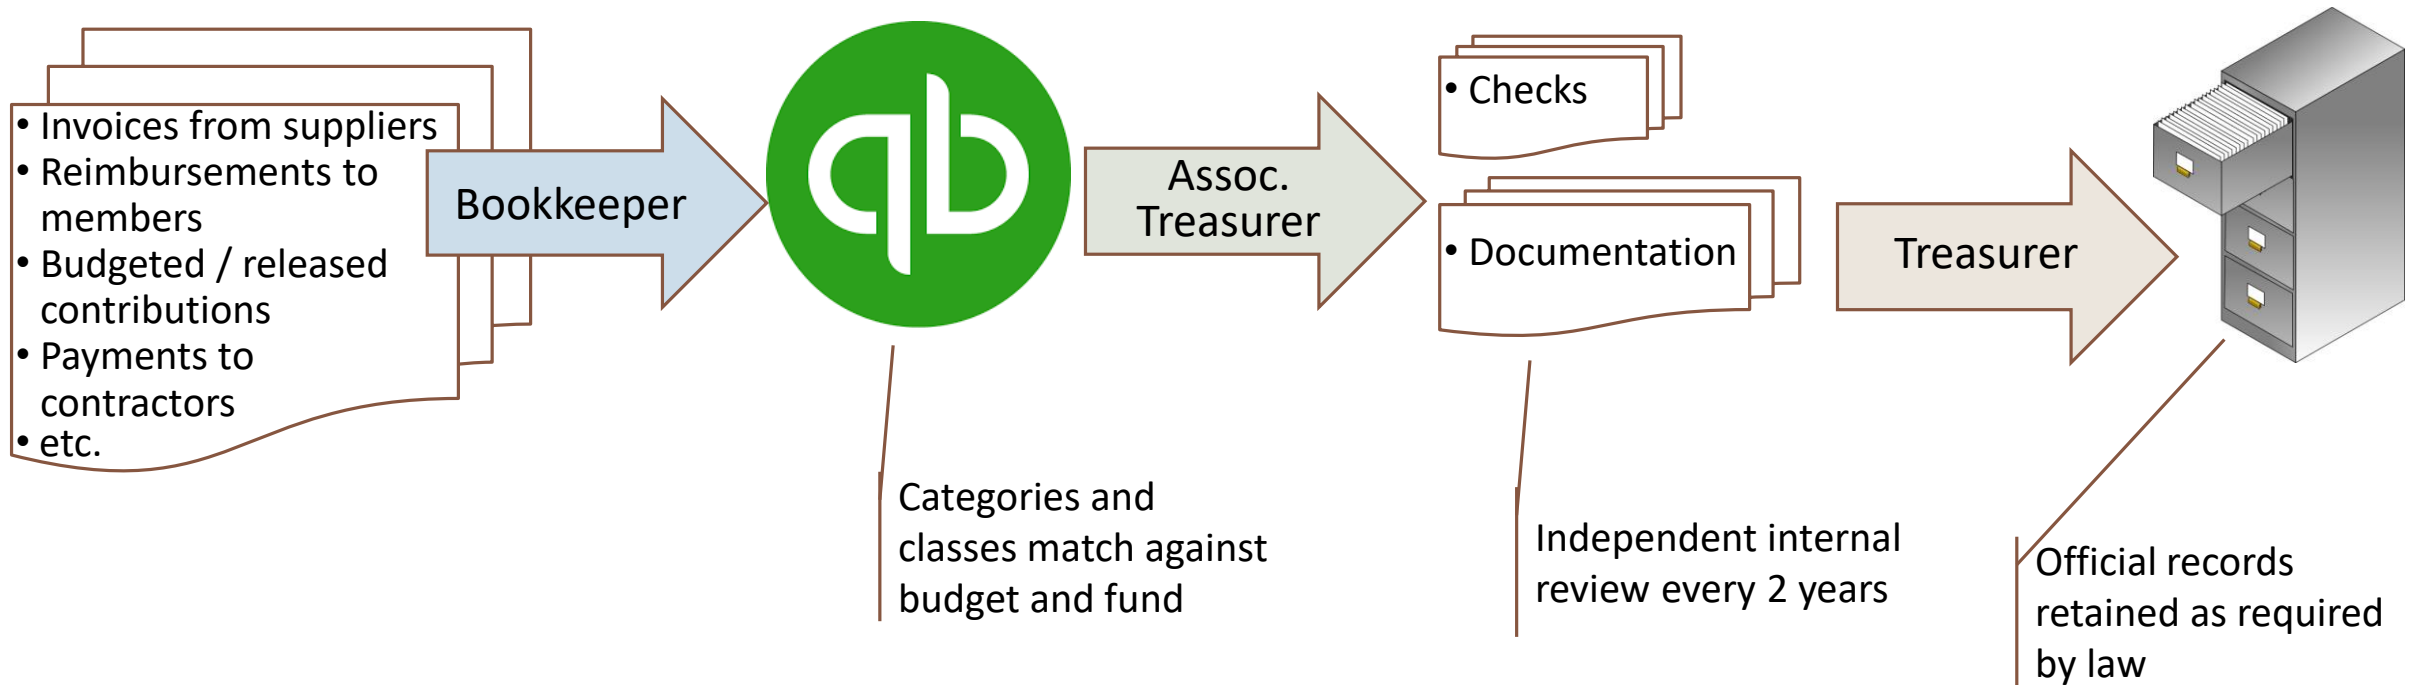 • Invoices from suppliers
• Reimbursements to
members
• Budgeted / released
contributions
• Payments to
contractors
• etc.
Bookkeeper
qb
Assoc.
Treasurer
• Checks
• Documentation
Treasurer
Categories and
classes match against
budget and fund
Independent internal
review every 2 years
Official records
retained as required
by law